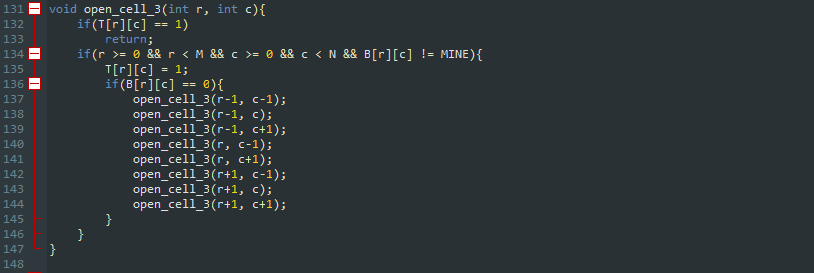 131 void open_cell_3(int r, int c){
132     if(T[r][c] == 1)
133         return;
134     if(r >= 0 && r < M && c >= 0 && c < N && B[r][c] != MINE){
135         T[r][c] = 1;
136         if(B[r][c] == 0){
137             open_cell_3(r-1, c-1);
138             open_cell_3(r-1, c);
139             open_cell_3(r-1, c+1);
140             open_cell_3(r, c-1);
141             open_cell_3(r, c+1);
142             open_cell_3(r+1, c-1);
143             open_cell_3(r+1, c);
144             open_cell_3(r+1, c+1);
145         }
146     }
147 }
148